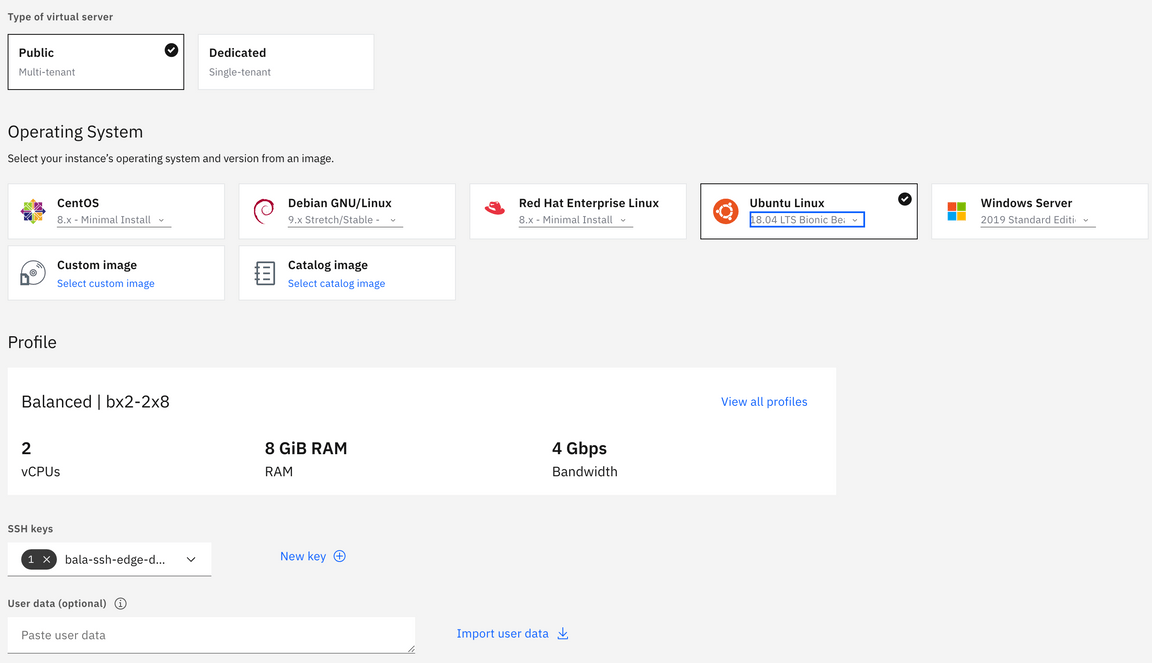 Type of virtual server
Public
Multi-tenant
Dedicated
Single-tenant
Operating System
Select your instance's operating system and version from an image.
CentOS
8.x - Minimal Install
Debian GNU/Linux
9.x Stretch/Stable -
Red Hat Enterprise Linux
8.x - Minimal Install
Ubuntu Linux
18.04 LTS Bionic
Windows Server
2019 Standard
Custom image
Select custom image
Catalog image
Select catalog image
Profile
Balanced | bx2-2x8
View all profiles
2
vCPUs
8 GiB RAM
RAM
4 Gbps
Bandwidth
SSH keys
1 × bala-ssh-edge-d...
New key
User data (optional)
Paste user data
Import user data